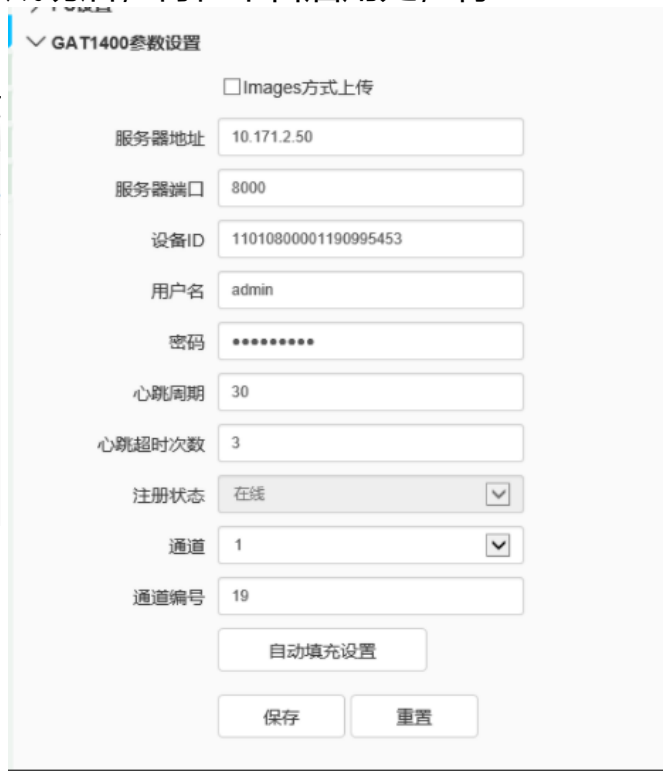 GAT1400参数设置
Images方式上传
服务器地址 10.171.2.50
服务器端口 8000
设备ID 11010800001190995453
用户名 admin
密码 •••••••••
心跳周期 30
心跳超时次数 3
注册状态 在线
通道 1
通道编号 19
自动填充设置
保存 重置